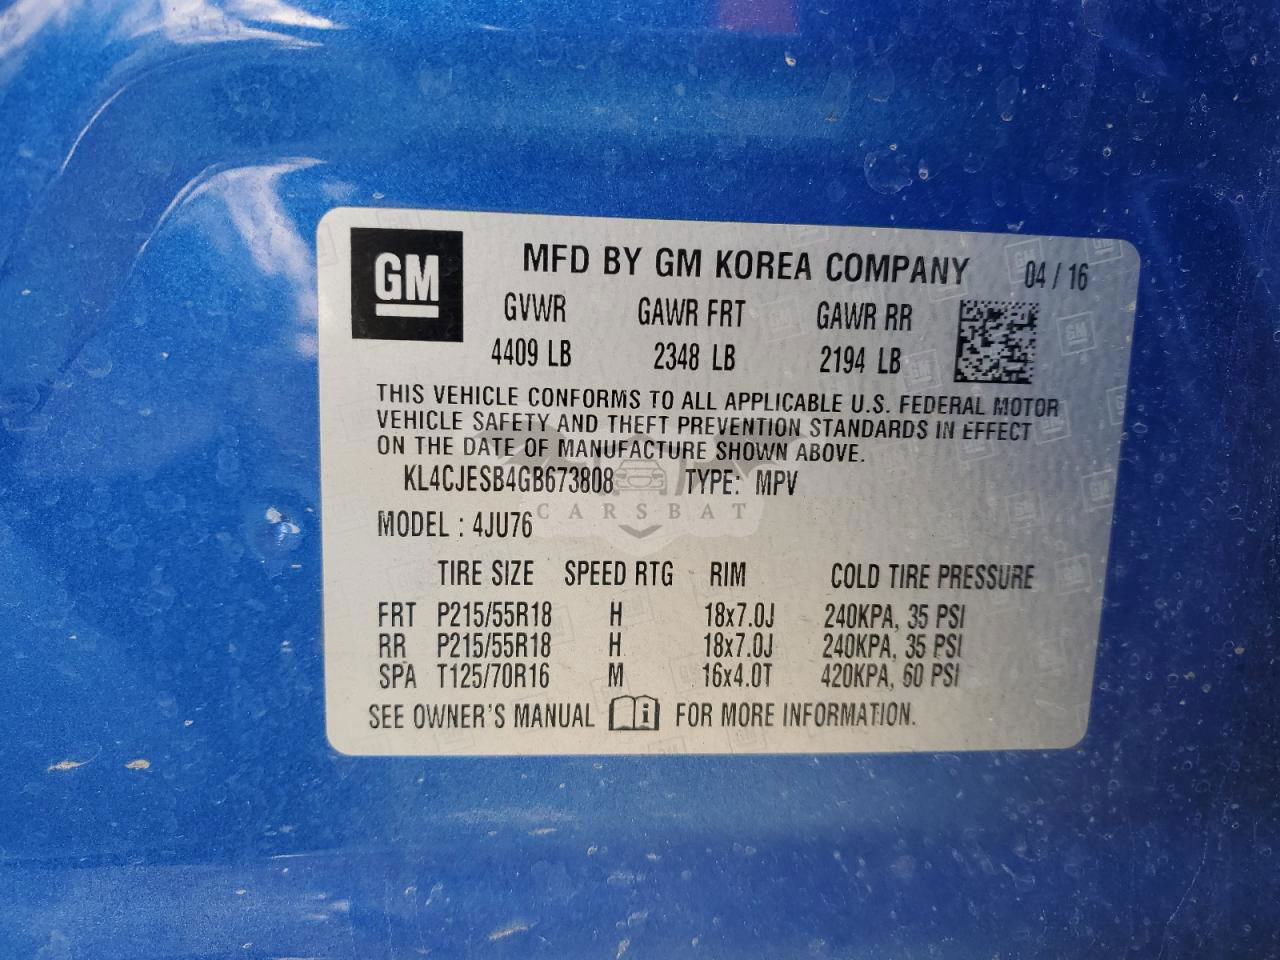 GM MFD BY GM KOREA COMPANY 04 / 16
GVWR GAWR FRT GAWR RR
4409 LB 2348 LB 2194 LB
THIS VEHICLE CONFORMS TO ALL APPLICABLE U.S. FEDERAL MOTOR
VEHICLE SAFETY AND THEFT PREVENTION STANDARDS IN EFFECT
ON THE DATE OF MANUFACTURE SHOWN ABOVE.
KL4CJESB4GB673808 TYPE: MPV
CARSBAT
MODEL : 4JU76
TIRE SIZE SPEED RTG RIM COLD TIRE PRESSURE
FRT P215/55R18 H 18x7.0J 240KPA, 35 PSI
RR P215/55R18 H 18x7.0J 240KPA, 35 PSI
SPA T125/70R16 M 16x4.0T 420KPA, 60 PSI
SEE OWNER'S MANUAL i FOR MORE INFORMATION.